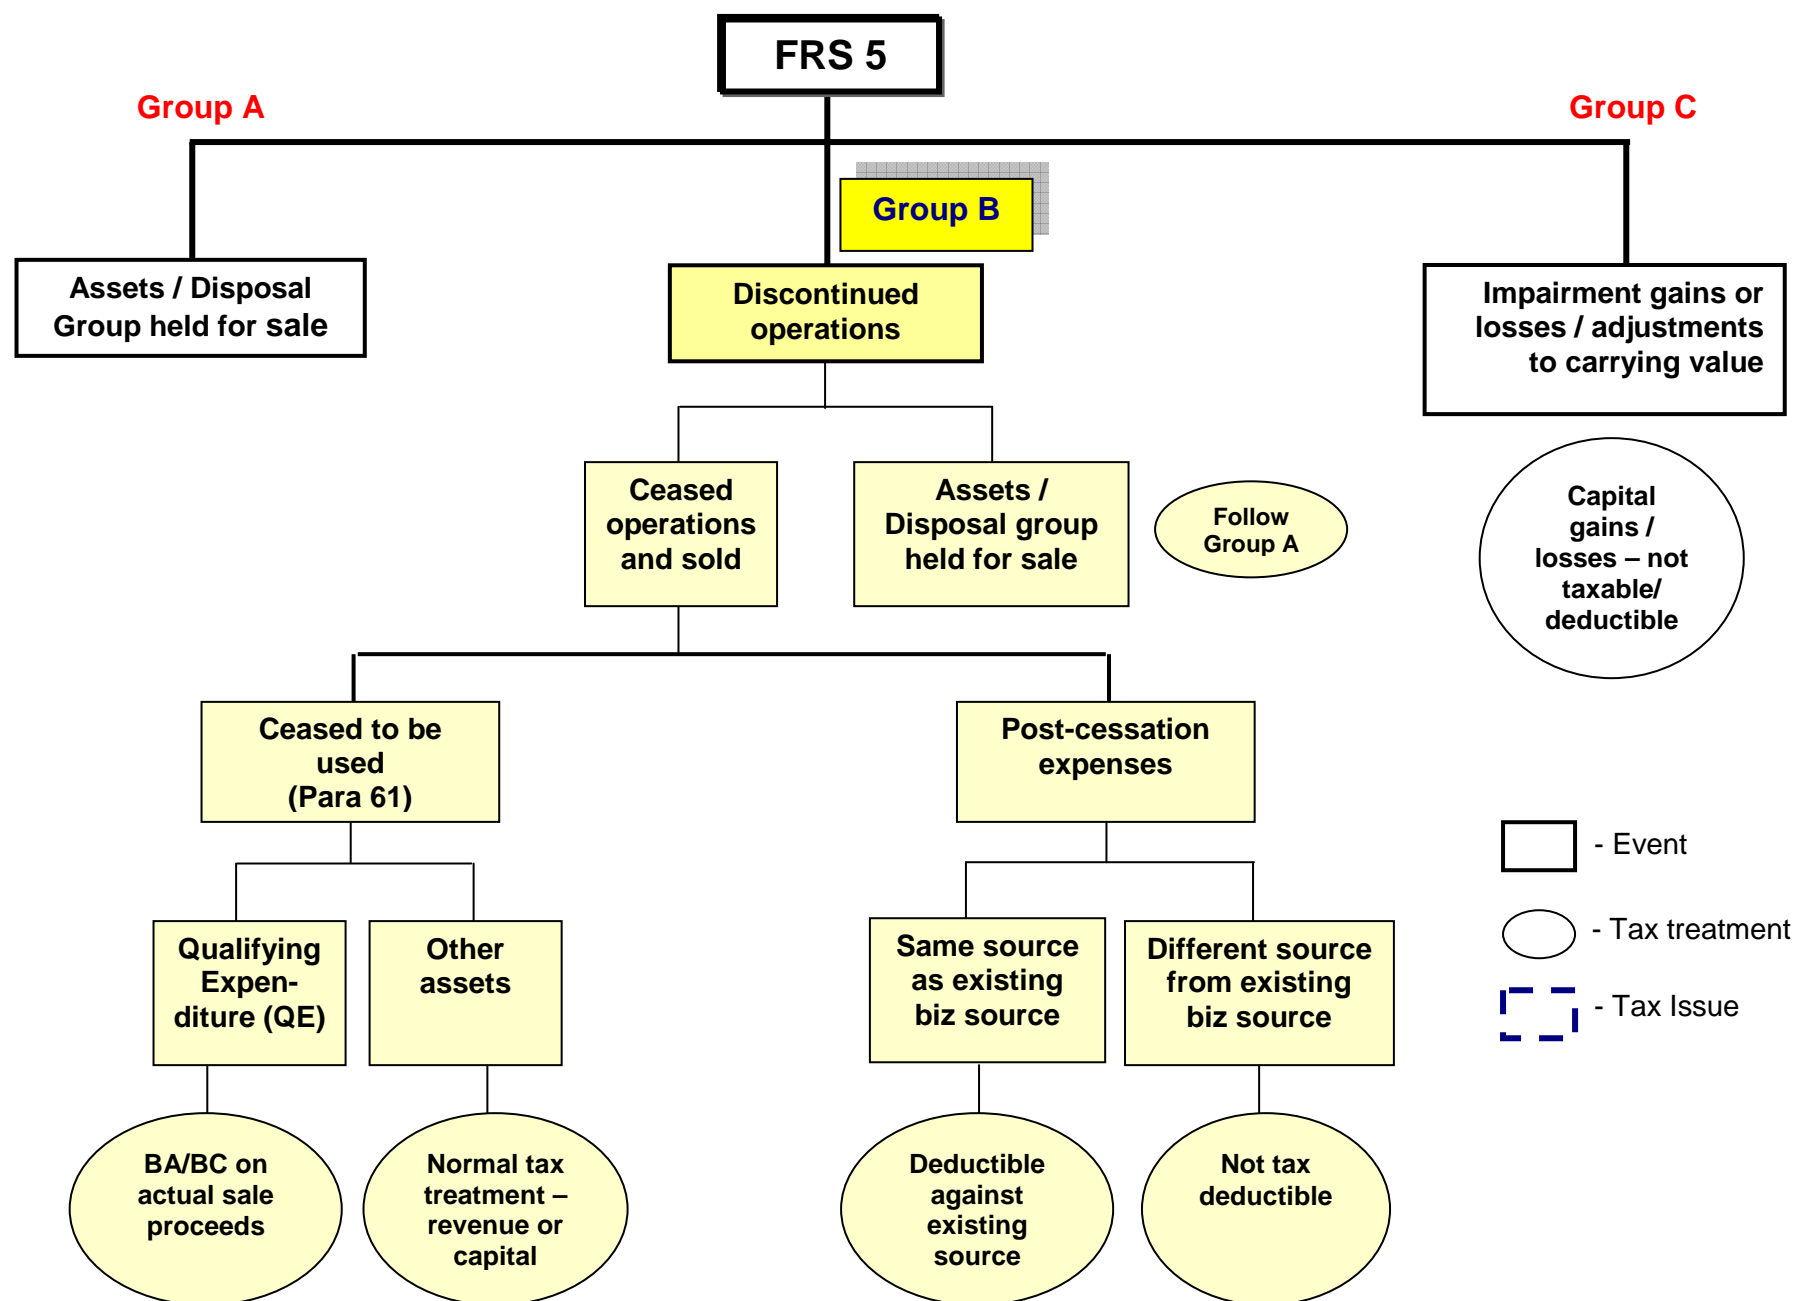 FRS 5
Group A
Group C
Group B
Assets / Disposal
Group held for sale
Discontinued
operations
Impairment gains or
losses / adjustments
to carrying value
Ceased
operations
and sold
Assets /
Disposal group
held for sale
Follow
Group A
Capital
gains /
losses – not
taxable/
deductible
Ceased to be
used
(Para 61)
Post-cessation
expenses
- Event
- Tax treatment
- Tax Issue
Qualifying
Expen-
diture (QE)
Other
assets
Same source
as existing
biz source
Different source
from existing
biz source
BA/BC on
actual sale
proceeds
Normal tax
treatment –
revenue or
capital
Deductible
against
existing
source
Not tax
deductible